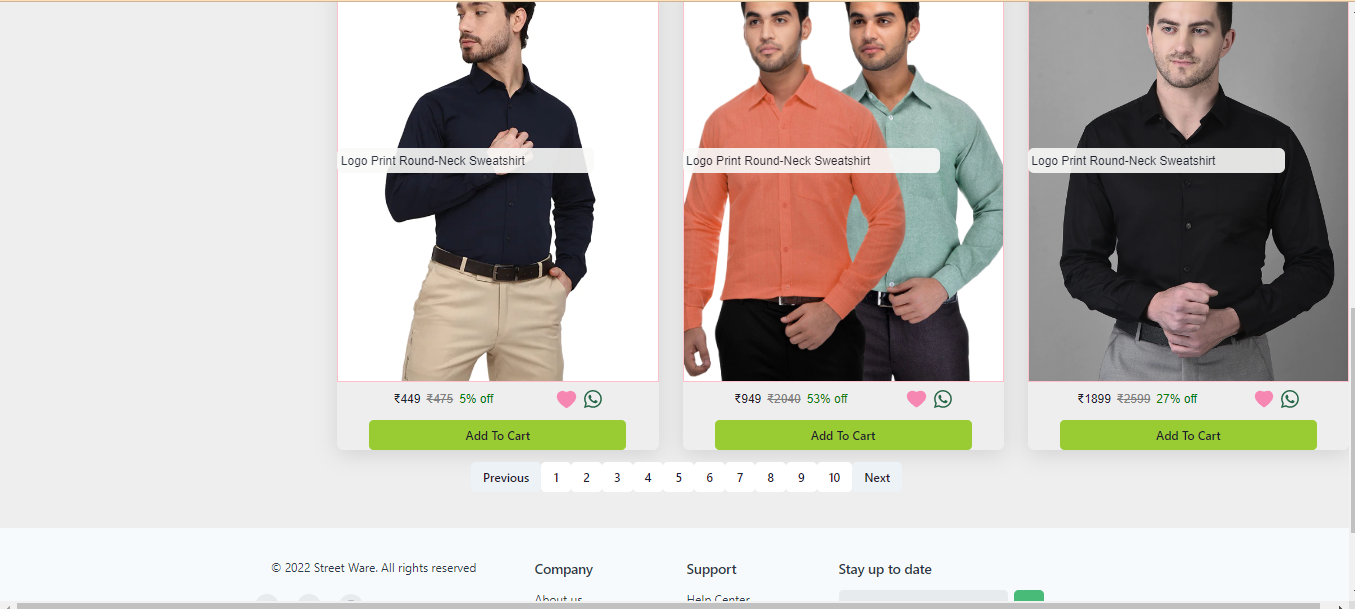 Logo Print Round-Neck Sweatshirt
Logo Print Round-Neck Sweatshirt
Logo Print Round-Neck Sweatshirt
₹449 ₹475 5% off
₹949 ₹2040 53% off
₹1899 ₹2599 27% off
Add To Cart
Add To Cart
Add To Cart
Previous 1 2 3 4 5 6 7 8 9 10 Next
© 2022 Street Ware. All rights reserved
Company
Support
Stay up to date
About us
Help Center